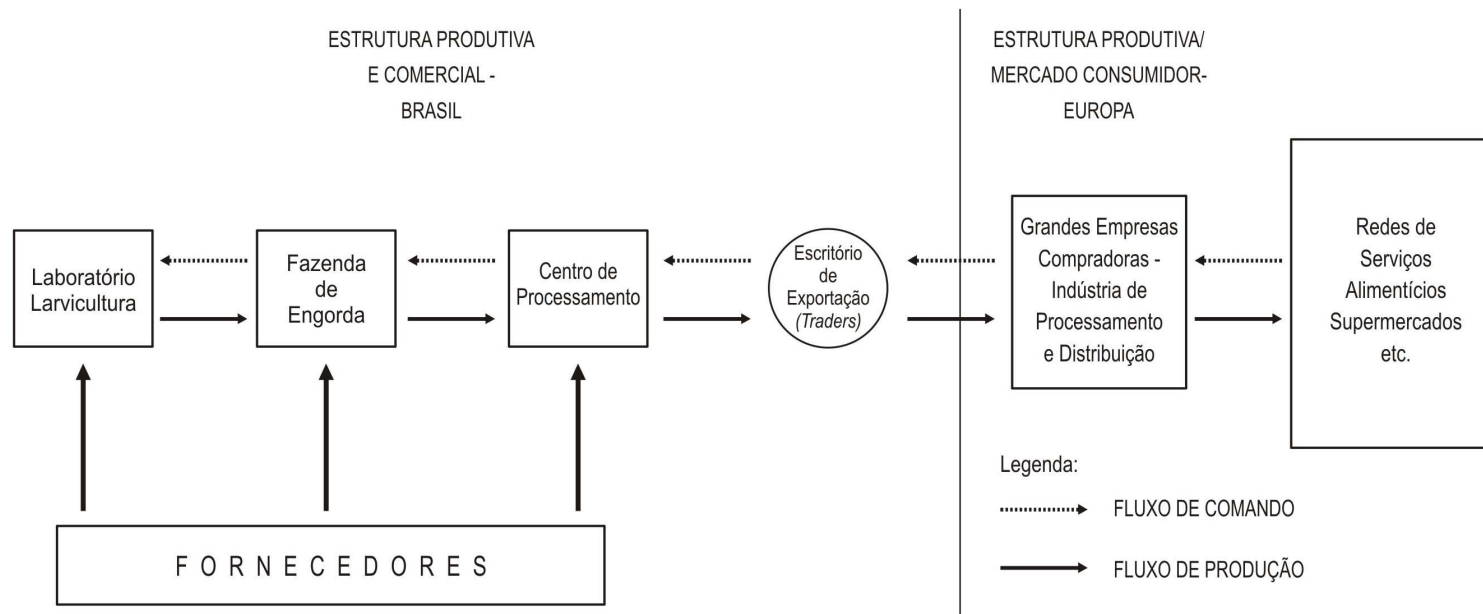 ESTRUTURA PRODUTIVA
E COMERCIAL -
BRASIL
ESTRUTURA PRODUTIVA/
MERCADO CONSUMIDOR-
EUROPA
Laboratório
Larvicultura
Fazenda
de
Engorda
Centro de
Processamento
Escritório
de
Exportação
(Traders)
Grandes Empresas
Compradoras -
Indústria de
Processamento
e Distribuição
Redes de
Serviços
Alimentícios
Supermercados
etc.
FORNECEDORES
Legenda:
FLUXO DE COMANDO
FLUXO DE PRODUÇÃO